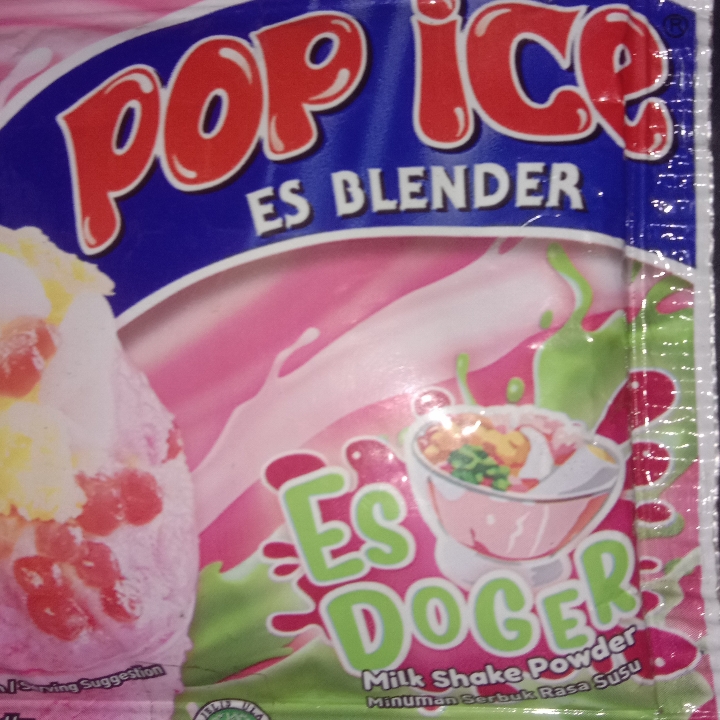 POP ICE ®
ES BLENDER
ES
DOGER
Milk Shake Powder
Minuman Serbuk Rasa Susu
/ Serving Suggestion